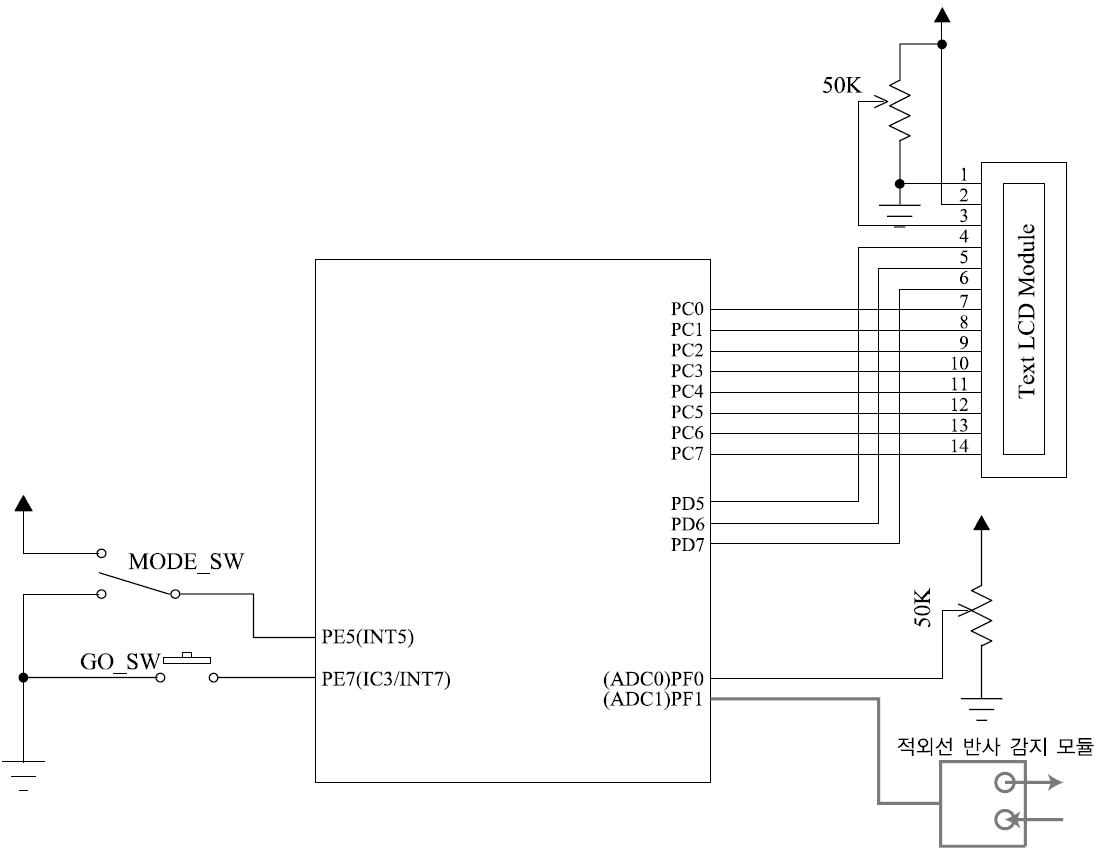 50K
1
2
3
4
5
6
7
8
9
10
11
12
13
14
Text LCD Module
PC0
PC1
PC2
PC3
PC4
PC5
PC6
PC7
PD5
PD6
PD7
MODE_SW
GO_SW
PE5(INT5)
PE7(IC3/INT7)
(ADC0)PF0
(ADC1)PF1
50K
적외선 반사 감지 모듈